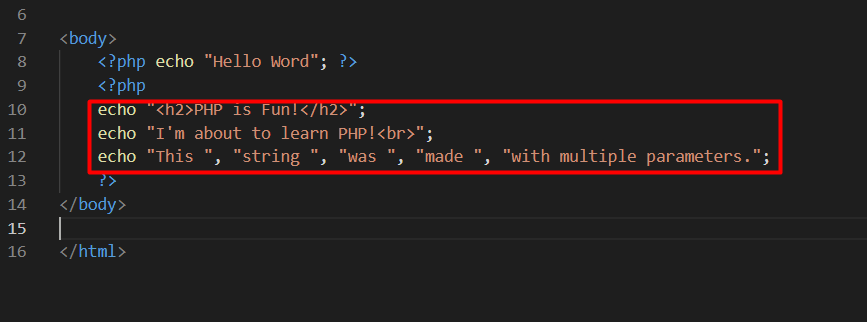 6
7 <body>
8 <?php echo "Hello Word"; ?>
9 <?php
10 echo "<h2>PHP is Fun!</h2>";
11 echo "I'm about to learn PHP!<br>";
12 echo "This ", "string ", "was ", "made ", "with multiple parameters.";
13 ?>
14 </body>
15
16 </html>